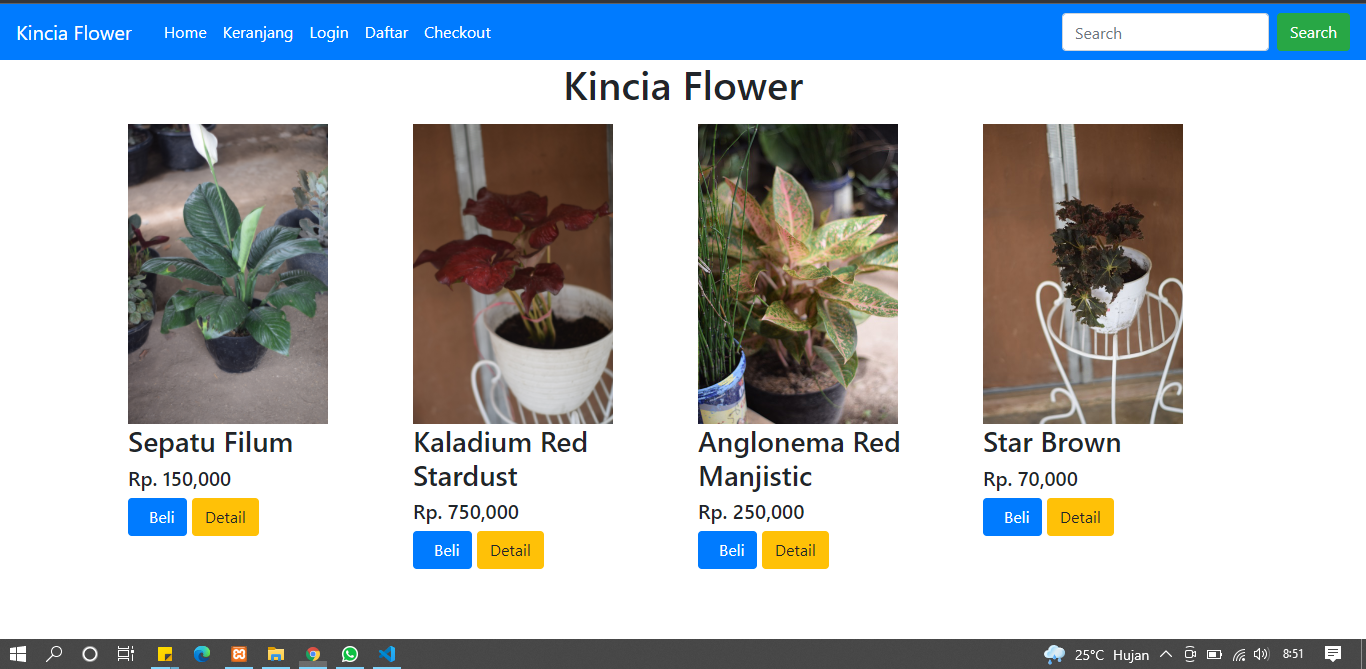 Kincia Flower Home Keranjang Login Daftar Checkout Search Search
Kincia Flower
Sepatu Filum
Rp. 150,000
Beli Detail
Kaladium Red
Stardust
Rp. 750,000
Beli Detail
Anglonema Red
Manjistic
Rp. 250,000
Beli Detail
Star Brown
Rp. 70,000
Beli Detail
25°C Hujan 8:51